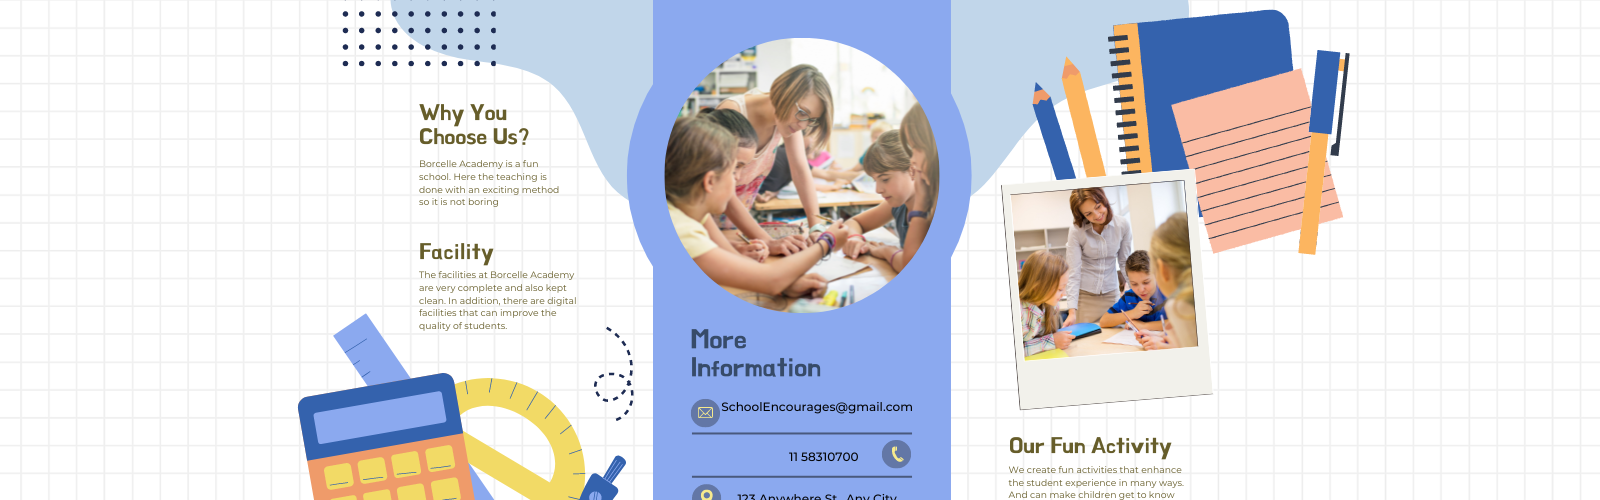 Why You
Choose Us?
Borcelle Academy is a fun
school. Here the teaching is
done with an exciting method
so it is not boring
Facility
The facilities at Borcelle Academy
are very complete and also kept
clean. In addition, there are digital
facilities that can improve the
quality of students.
More
Information
SchoolEncourages@gmail.com
11 58310700
123 Anywhere St., Any City
Our Fun Activity
We create fun activities that enhance
the student experience in many ways.
And can make children get to know